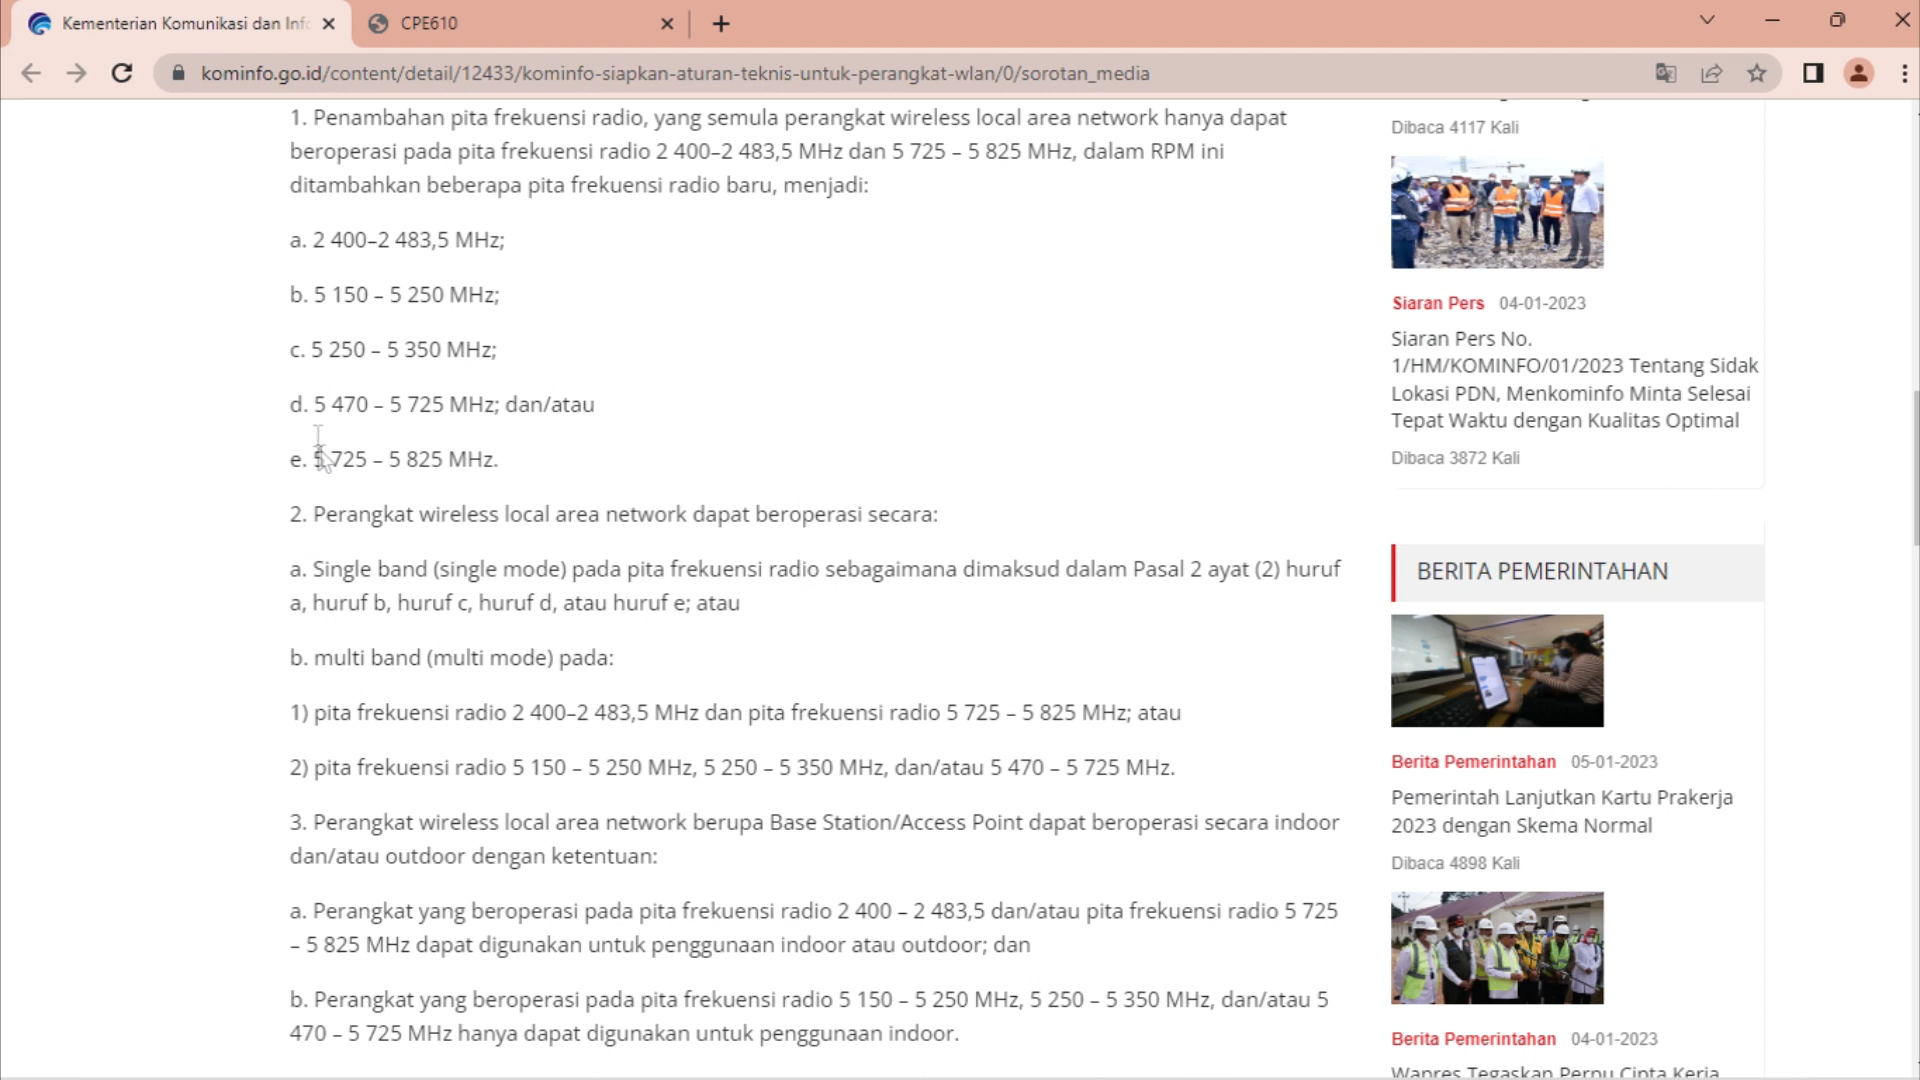 Kementerian Komunikasi dan Info
CPE610
kominfo.go.id/content/detail/12433/kominfo-siapkan-aturan-teknis-untuk-perangkat-wlan/0/sorotan_media
1. Penambahan pita frekuensi radio, yang semula perangkat wireless local area network hanya dapat
beroperasi pada pita frekuensi radio 2 400–2 483,5 MHz dan 5 725 – 5 825 MHz, dalam RPM ini
ditambahkan beberapa pita frekuensi radio baru, menjadi:
a. 2 400–2 483,5 MHz;
b. 5 150 – 5 250 MHz;
c. 5 250 – 5 350 MHz;
d. 5 470 – 5 725 MHz; dan/atau
e. 5 725 – 5 825 MHz.
2. Perangkat wireless local area network dapat beroperasi secara:
a. Single band (single mode) pada pita frekuensi radio sebagaimana dimaksud dalam Pasal 2 ayat (2) huruf
a, huruf b, huruf c, huruf d, atau huruf e; atau
b. multi band (multi mode) pada:
1) pita frekuensi radio 2 400–2 483,5 MHz dan pita frekuensi radio 5 725 – 5 825 MHz; atau
2) pita frekuensi radio 5 150 – 5 250 MHz, 5 250 – 5 350 MHz, dan/atau 5 470 – 5 725 MHz.
3. Perangkat wireless local area network berupa Base Station/Access Point dapat beroperasi secara indoor
dan/atau outdoor dengan ketentuan:
a. Perangkat yang beroperasi pada pita frekuensi radio 2 400 – 2 483,5 dan/atau pita frekuensi radio 5 725
– 5 825 MHz dapat digunakan untuk penggunaan indoor atau outdoor; dan
b. Perangkat yang beroperasi pada pita frekuensi radio 5 150 – 5 250 MHz, 5 250 – 5 350 MHz, dan/atau 5
470 – 5 725 MHz hanya dapat digunakan untuk penggunaan indoor.
Dibaca 4117 Kali
Siaran Pers 04-01-2023
Siaran Pers No.
1/HM/KOMINFO/01/2023 Tentang Sidak
Lokasi PDN, Menkominfo Minta Selesai
Tepat Waktu dengan Kualitas Optimal
Dibaca 3872 Kali
BERITA PEMERINTAHAN
Berita Pemerintahan 05-01-2023
Pemerintah Lanjutkan Kartu Prakerja
2023 dengan Skema Normal
Dibaca 4898 Kali
Berita Pemerintahan 04-01-2023
Wapres Tegaskan Perpu Cipta Kerja